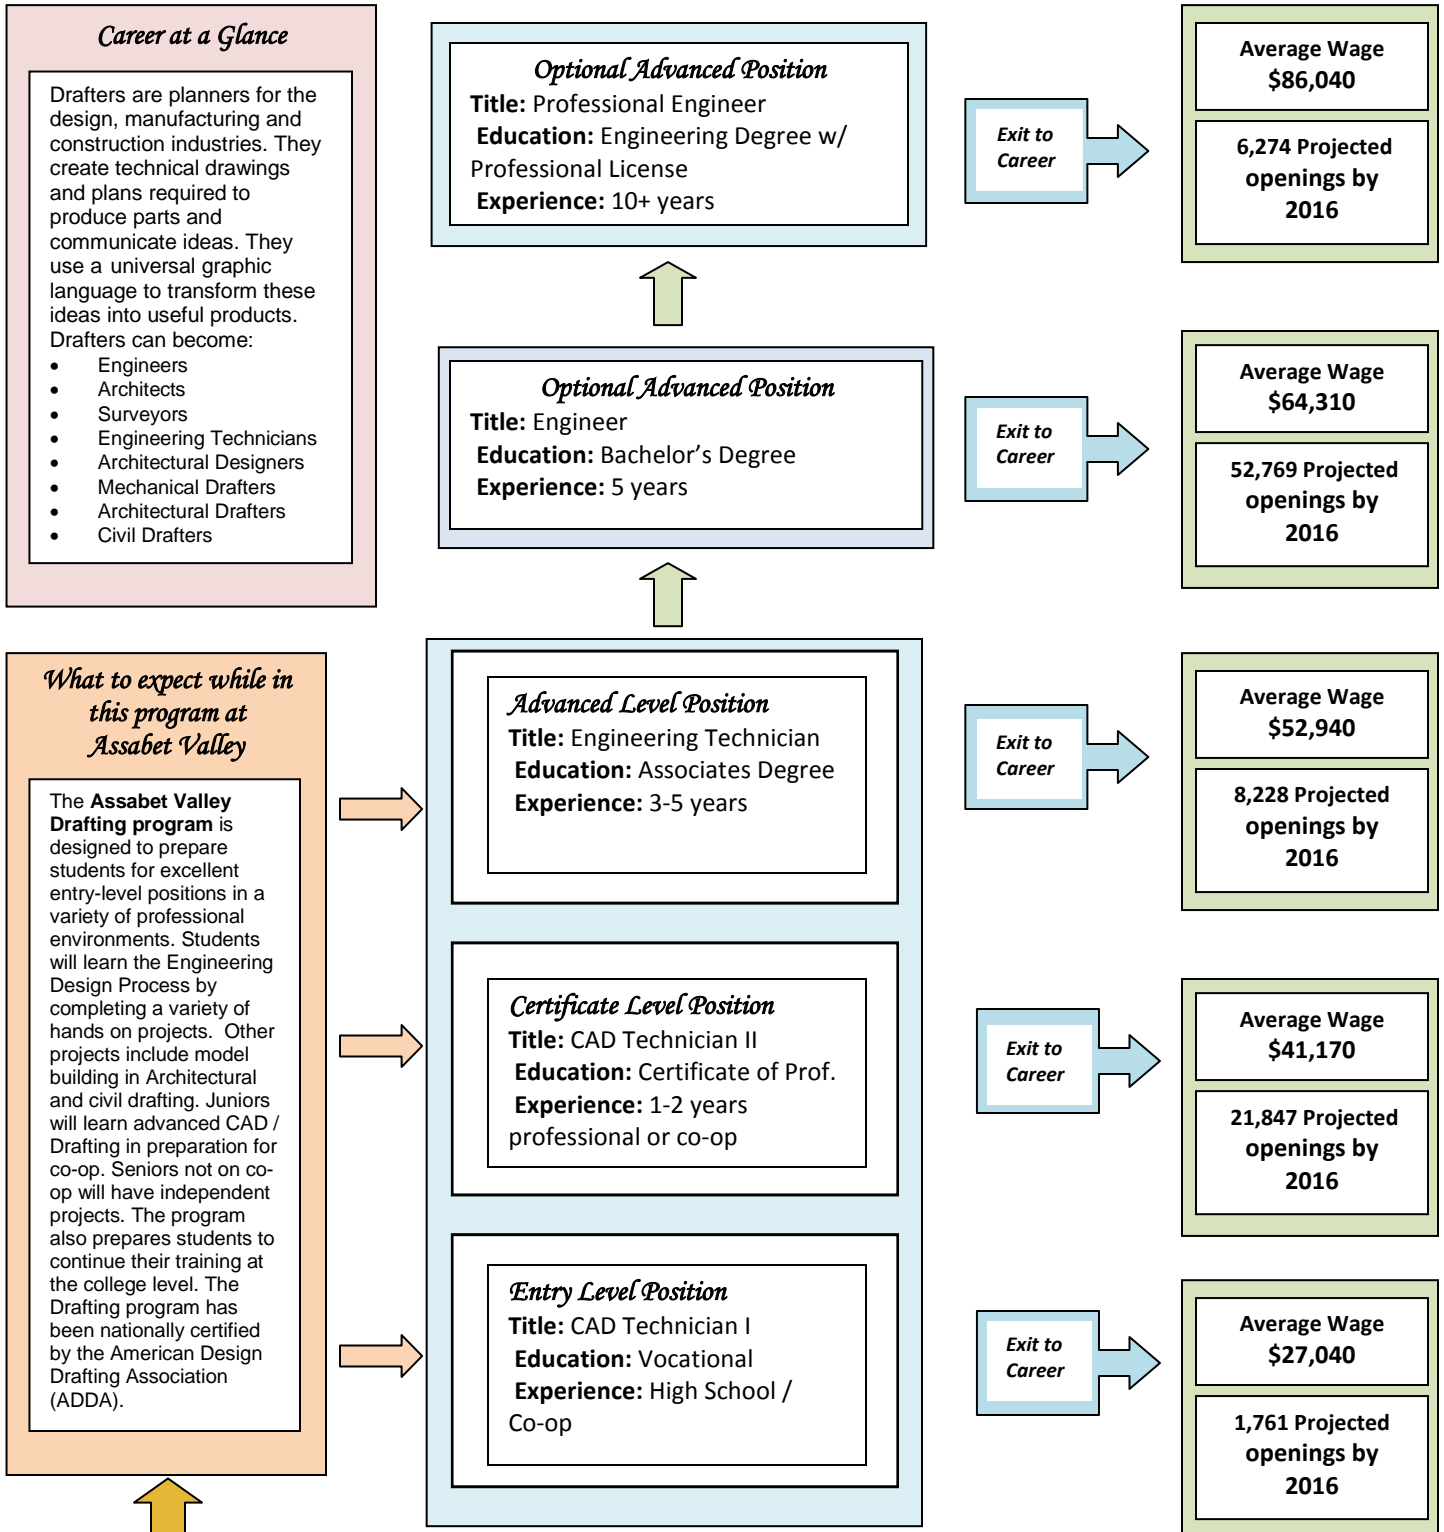 Career at a Glance
Drafters are planners for the
design, manufacturing and
construction industries. They
create technical drawings
and plans required to
produce parts and
communicate ideas. They
use a universal graphic
language to transform these
ideas into useful products.
Drafters can become:
• Engineers
• Architects
• Surveyors
• Engineering Technicians
• Architectural Designers
• Mechanical Drafters
• Architectural Drafters
• Civil Drafters
Optional Advanced Position
Title: Professional Engineer
Education: Engineering Degree w/
Professional License
Experience: 10+ years
Exit to
Career
Average Wage
$86,040
6,274 Projected
openings by
2016
Optional Advanced Position
Title: Engineer
Education: Bachelor’s Degree
Experience: 5 years
Exit to
Career
Average Wage
$64,310
52,769 Projected
openings by
2016
What to expect while in
this program at
Assabet Valley
The Assabet Valley
Drafting program is
designed to prepare
students for excellent
entry-level positions in a
variety of professional
environments. Students
will learn the Engineering
Design Process by
completing a variety of
hands on projects. Other
projects include model
building in Architectural
and civil drafting. Juniors
will learn advanced CAD /
Drafting in preparation for
co-op. Seniors not on co-
op will have independent
projects. The program
also prepares students to
continue their training at
the college level. The
Drafting program has
been nationally certified
by the American Design
Drafting Association
(ADDA).
Advanced Level Position
Title: Engineering Technician
Education: Associates Degree
Experience: 3-5 years
Exit to
Career
Average Wage
$52,940
8,228 Projected
openings by
2016
Certificate Level Position
Title: CAD Technician II
Education: Certificate of Prof.
Experience: 1-2 years
professional or co-op
Exit to
Career
Average Wage
$41,170
21,847 Projected
openings by
2016
Entry Level Position
Title: CAD Technician I
Education: Vocational
Experience: High School /
Co-op
Exit to
Career
Average Wage
$27,040
1,761 Projected
openings by
2016